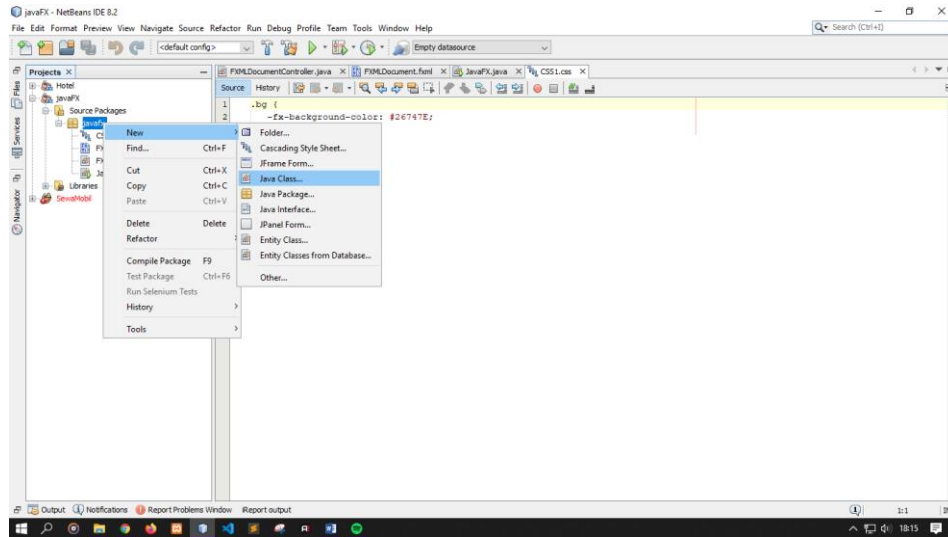 javaFX - NetBeans IDE 8.2
File Edit Format Preview View Navigate Source Refactor Run Debug Profile Team Tools Window Help
Search (Ctrl+I)
<default config>
Empty datasource
Projects
FXMLDocumentController.java
FXMLDocument.fxml
JavaFX.java
CSS1.css
Files
Services
Navigator
Hotel
javaFX
Source Packages
javafx
CS
FX
FX
Ja
Libraries
SewaMobil
Source History
1 .bg {
2 -fx-background-color: #26747E;
New
Find... Ctrl+F
Cut Ctrl+X
Copy Ctrl+C
Paste Ctrl+V
Delete Delete
Refactor
Compile Package F9
Test Package Ctrl+F6
Run Selenium Tests
History
Tools
Folder...
Cascading Style Sheet...
JFrame Form...
Java Class...
Java Package...
Java Interface...
JPanel Form...
Entity Class...
Entity Classes from Database...
Other...
Output Notifications Report Problems Window iReport output
1:1
18:15